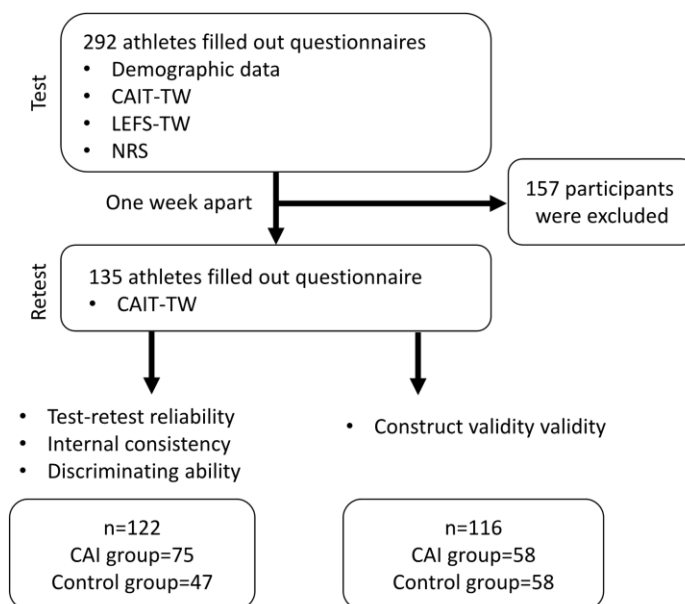 Test
292 athletes filled out questionnaires
• Demographic data
• CAIT-TW
• LEFS-TW
• NRS
One week apart
157 participants
were excluded
Retest
135 athletes filled out questionnaire
• CAIT-TW
• Test-retest reliability
• Internal consistency
• Discriminating ability
• Construct validity validity
n=122
CAI group=75
Control group=47
n=116
CAI group=58
Control group=58